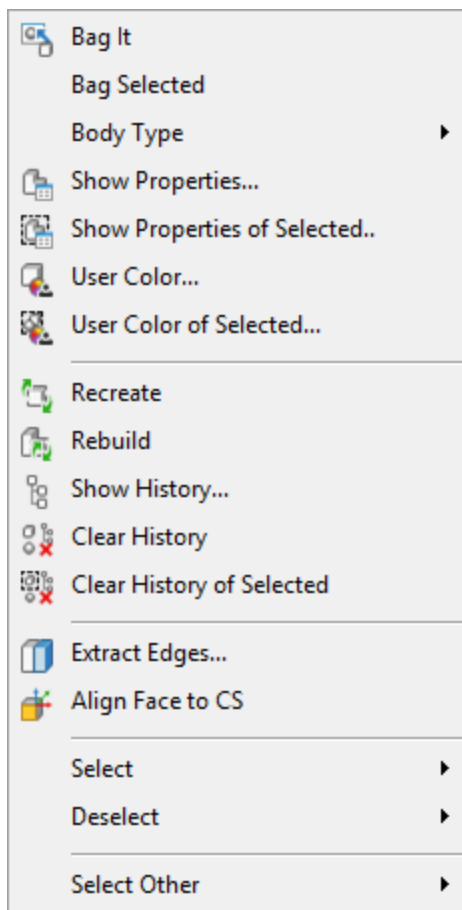 Bag It
Bag Selected
Body Type
Show Properties...
Show Properties of Selected..
User Color...
User Color of Selected...
Recreate
Rebuild
Show History...
Clear History
Clear History of Selected
Extract Edges...
Align Face to CS
Select
Deselect
Select Other